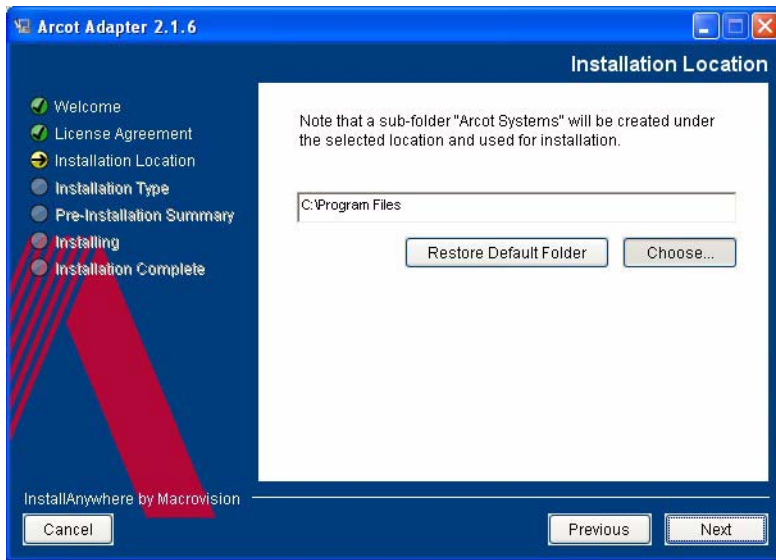 Arcot Adapter 2.1.6
Installation Location
Welcome
License Agreement
Installation Location
Installation Type
Pre-Installation Summary
Installing
Installation Complete
Note that a sub-folder "Arcot Systems" will be created under
the selected location and used for installation.
C:\Program Files
Restore Default Folder
Choose...
InstallAnywhere by Macrovision
Cancel
Previous
Next